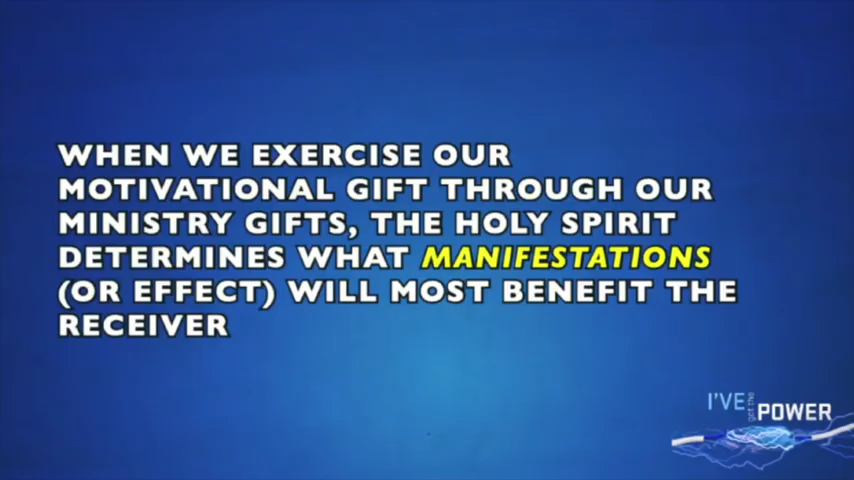 WHEN WE EXERCISE OUR
MOTIVATIONAL GIFT THROUGH OUR
MINISTRY GIFTS, THE HOLY SPIRIT
DETERMINES WHAT MANIFESTATIONS
(OR EFFECT) WILL MOST BENEFIT THE
RECEIVER
I'VE got the POWER